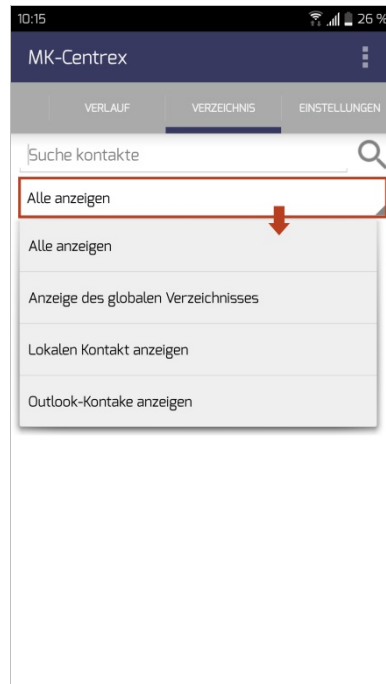 10:15 26 %
MK-Centrex
VERLAUF VERZEICHNIS EINSTELLUNGEN
Suche kontakte
Alle anzeigen
Alle anzeigen
Anzeige des globalen Verzeichnisses
Lokalen Kontakt anzeigen
Outlook-Kontake anzeigen